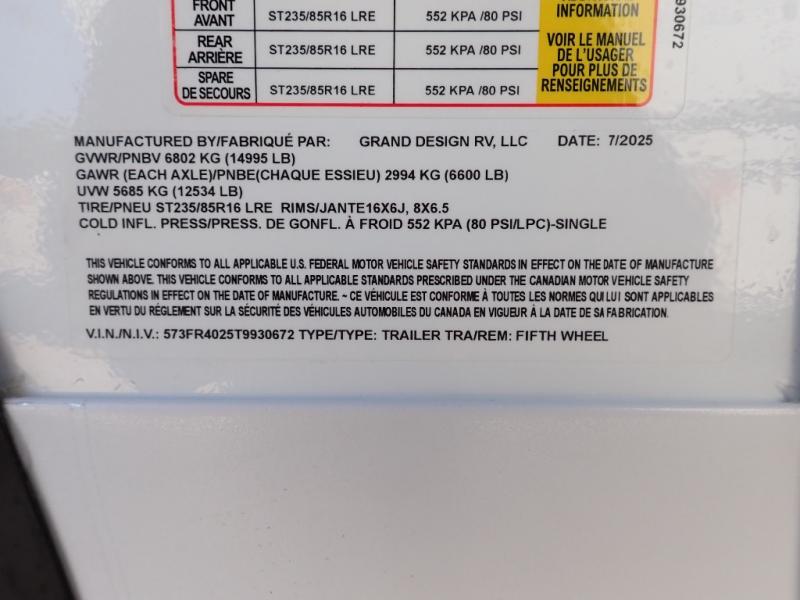 FRONT
AVANT
ST235/85R16 LRE
552 KPA /80 PSI
INFORMATION
REAR
ARRIÈRE
ST235/85R16 LRE
552 KPA /80 PSI
VOIR LE MANUEL
DE L'USAGER
POUR PLUS DE
RENSEIGNEMENTS
SPARE
DE SECOURS
ST235/85R16 LRE
552 KPA /80 PSI
930672
MANUFACTURED BY/FABRIQUÉ PAR: GRAND DESIGN RV, LLC DATE: 7/2025
GVWR/PNBV 6802 KG (14995 LB)
GAWR (EACH AXLE)/PNBE(CHAQUE ESSIEU) 2994 KG (6600 LB)
UVW 5685 KG (12534 LB)
TIRE/PNEU ST235/85R16 LRE RIMS/JANTE16X6J, 8X6.5
COLD INFL. PRESS/PRESS. DE GONFL. À FROID 552 KPA (80 PSI/LPC)-SINGLE
THIS VEHICLE CONFORMS TO ALL APPLICABLE U.S. FEDERAL MOTOR VEHICLE SAFETY STANDARDS IN EFFECT ON THE DATE OF MANUFACTURE
SHOWN ABOVE. THIS VEHICLE CONFORMS TO ALL APPLICABLE STANDARDS PRESCRIBED UNDER THE CANADIAN MOTOR VEHICLE SAFETY
REGULATIONS IN EFFECT ON THE DATE OF MANUFACTURE. ~ CE VÉHICULE EST CONFORME À TOUTES LES NORMES QUI LUI SONT APPLICABLES
EN VERTU DU RÉGLEMENT SUR LA SÉCURITÉ DES VÉHICULES AUTOMOBILES DU CANADA EN VIGUEUR À LA DATE DE SA FABRICATION.
V.I.N./N.I.V.: 573FR4025T9930672 TYPE/TYPE: TRAILER TRA/REM: FIFTH WHEEL